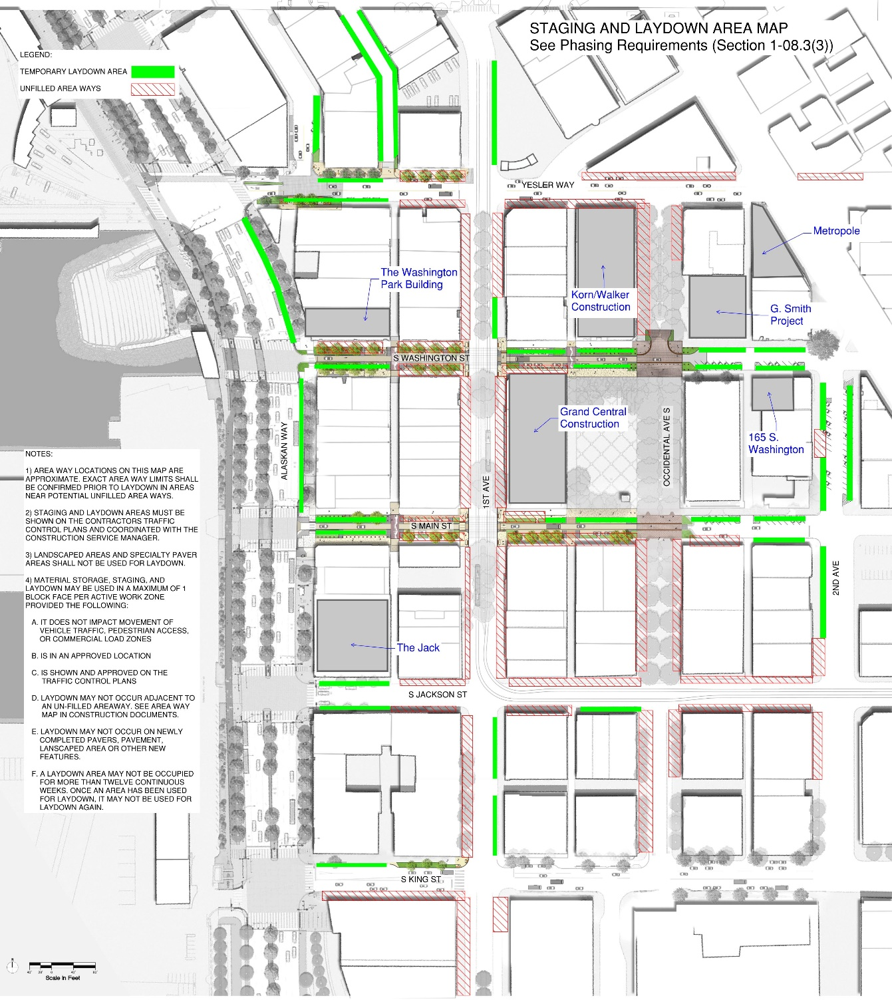 STAGING AND LAYDOWN AREA MAP
See Phasing Requirements (Section 1-08.3(3))
LEGEND:
TEMPORARY LAYDOWN AREA
UNFILLED AREA WAYS
YESLER WAY
Metropole
The Washington
Park Building
Korn/Walker
Construction
G. Smith
Project
S WASHINGTON ST
Grand Central
Construction
165 S.
Washington
ALASKAN WAY
1ST AVE
OCCIDENTAL AVE S
S MAIN ST
2ND AVE
The Jack
S JACKSON ST
S KING ST
NOTES:
1) AREA WAY LOCATIONS ON THIS MAP ARE
APPROXIMATE. EXACT AREA WAY LIMITS SHALL
BE CONFIRMED PRIOR TO LAYDOWN IN AREAS
NEAR POTENTIAL UNFILLED AREA WAYS.
2) STAGING AND LAYDOWN AREAS MUST BE
SHOWN ON THE CONTRACTORS TRAFFIC
CONTROL PLANS AND COORDINATED WITH THE
CONSTRUCTION SERVICE MANAGER.
3) LANDSCAPED AREAS AND SPECIALTY PAVER
AREAS SHALL NOT BE USED FOR LAYDOWN.
4) MATERIAL STORAGE, STAGING, AND
LAYDOWN MAY BE USED IN A MAXIMUM OF 1
BLOCK FACE PER ACTIVE WORK ZONE
PROVIDED THE FOLLOWING:
A. IT DOES NOT IMPACT MOVEMENT OF
VEHICLE TRAFFIC, PEDESTRIAN ACCESS,
OR COMMERCIAL LOAD ZONES
B. IS IN AN APPROVED LOCATION
C. IS SHOWN AND APPROVED ON THE
TRAFFIC CONTROL PLANS
D. LAYDOWN MAY NOT OCCUR ADJACENT TO
AN UN-FILLED AREAWAY. SEE AREA WAY
MAP IN CONSTRUCTION DOCUMENTS.
E. LAYDOWN MAY NOT OCCUR ON NEWLY
COMPLETED PAVERS, PAVEMENT,
LANSCAPED AREA OR OTHER NEW
FEATURES.
F. A LAYDOWN AREA MAY NOT BE OCCUPIED
FOR MORE THAN TWELVE CONTINUOUS
WEEKS. ONCE AN AREA HAS BEEN USED
FOR LAYDOWN, IT MAY NOT BE USED FOR
LAYDOWN AGAIN.
N
40' 20' 0' 40' 80'
Scale in Feet